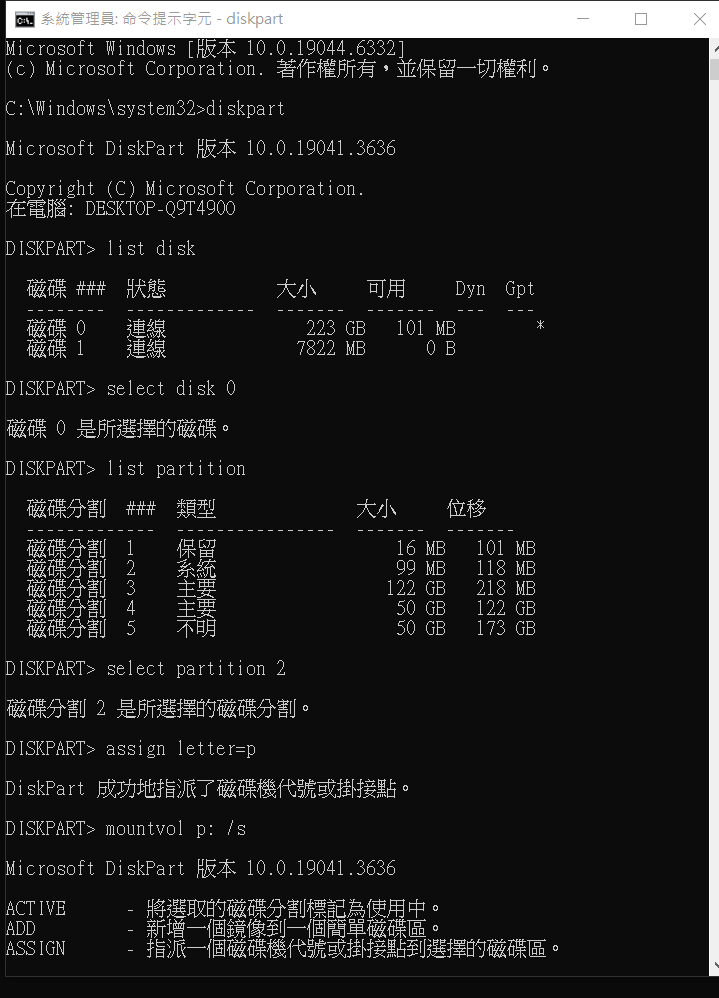 系統管理員: 命令提示字元 - diskpart
Microsoft Windows [版本 10.0.19044.6332]
(c) Microsoft Corporation. 著作權所有，並保留一切權利。
C:\Windows\system32>diskpart
Microsoft DiskPart 版本 10.0.19041.3636
Copyright (C) Microsoft Corporation.
在電腦: DESKTOP-Q9T4900
DISKPART> list disk
磁碟 ###  狀態           大小     可用     Dyn  Gpt
--------  -------------  -------  -------  ---  ---
磁碟 0    連線              223 GB   101 MB        *
磁碟 1    連線             7822 MB      0 B
DISKPART> select disk 0
磁碟 0 是所選擇的磁碟。
DISKPART> list partition
磁碟分割  ###  類型              大小     位移
-------------  ----------------  -------  -------
磁碟分割  1    保留                  16 MB   101 MB
磁碟分割  2    系統                  99 MB   118 MB
磁碟分割  3    主要                 122 GB   218 MB
磁碟分割  4    主要                  50 GB   122 GB
磁碟分割  5    不明                  50 GB   173 GB
DISKPART> select partition 2
磁碟分割 2 是所選擇的磁碟分割。
DISKPART> assign letter=p
DiskPart 成功地指派了磁碟機代號或掛接點。
DISKPART> mountvol p: /s
Microsoft DiskPart 版本 10.0.19041.3636
ACTIVE      - 將選取的磁碟分割標記為使用中。
ADD         - 新增一個鏡像到一個簡單磁碟區。
ASSIGN      - 指派一個磁碟機代號或掛接點到選擇的磁碟區。